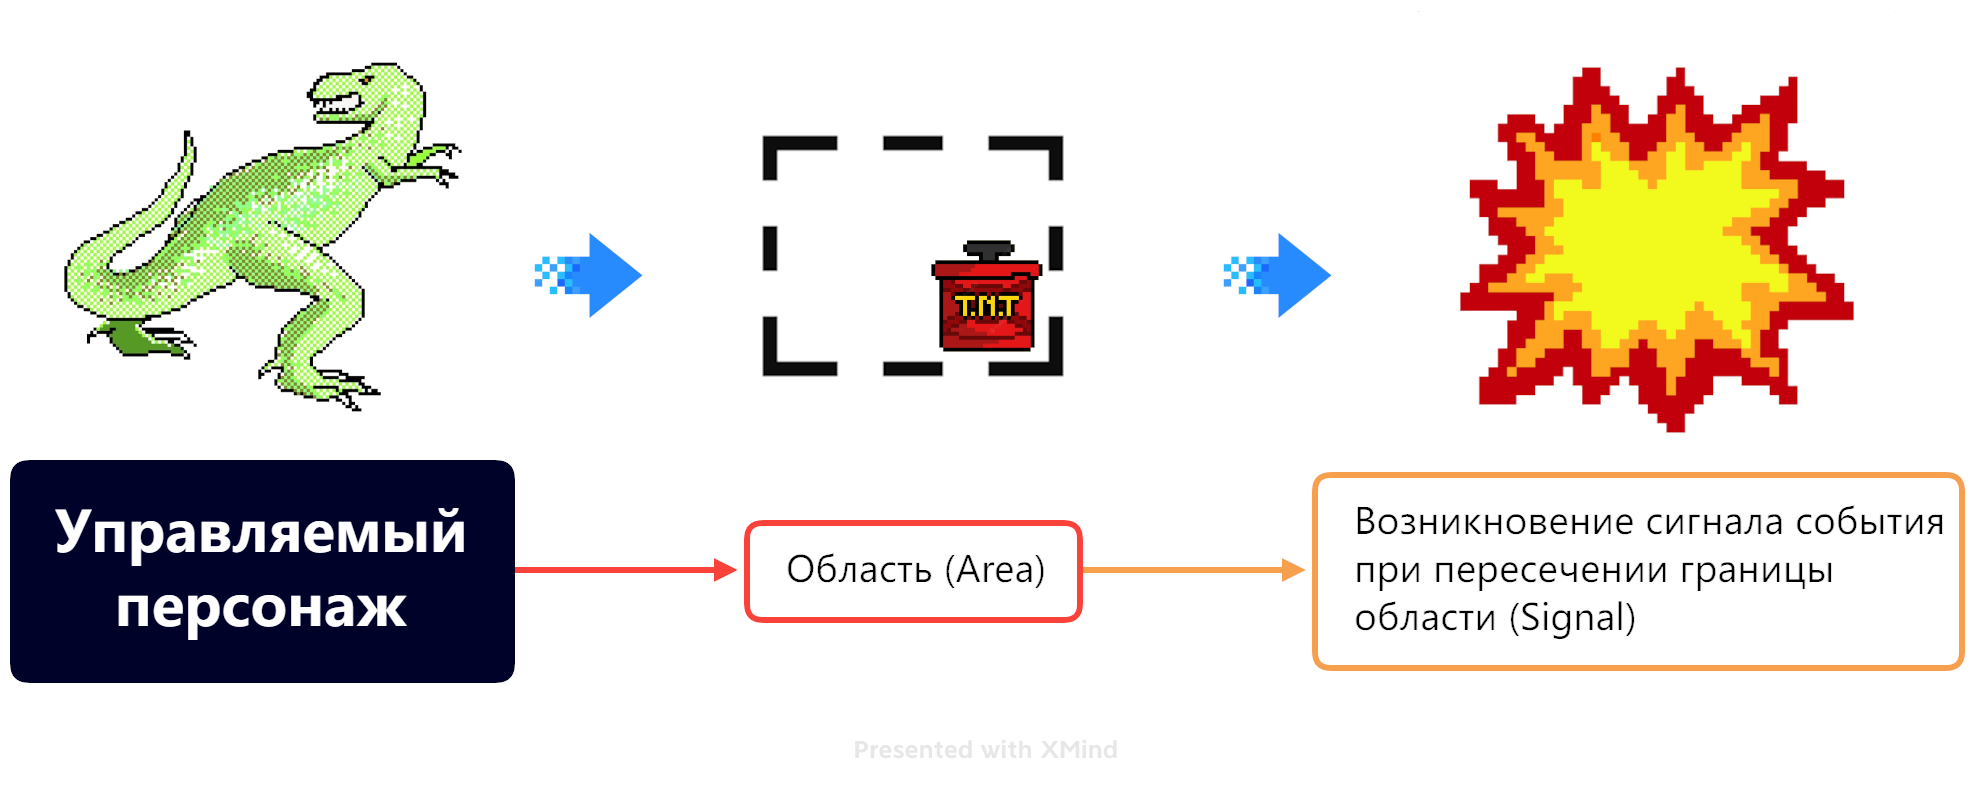 T.N.T
Управляемый
персонаж
Область (Area)
Возникновение сигнала события
при пересечении границы
области (Signal)
Presented with XMind